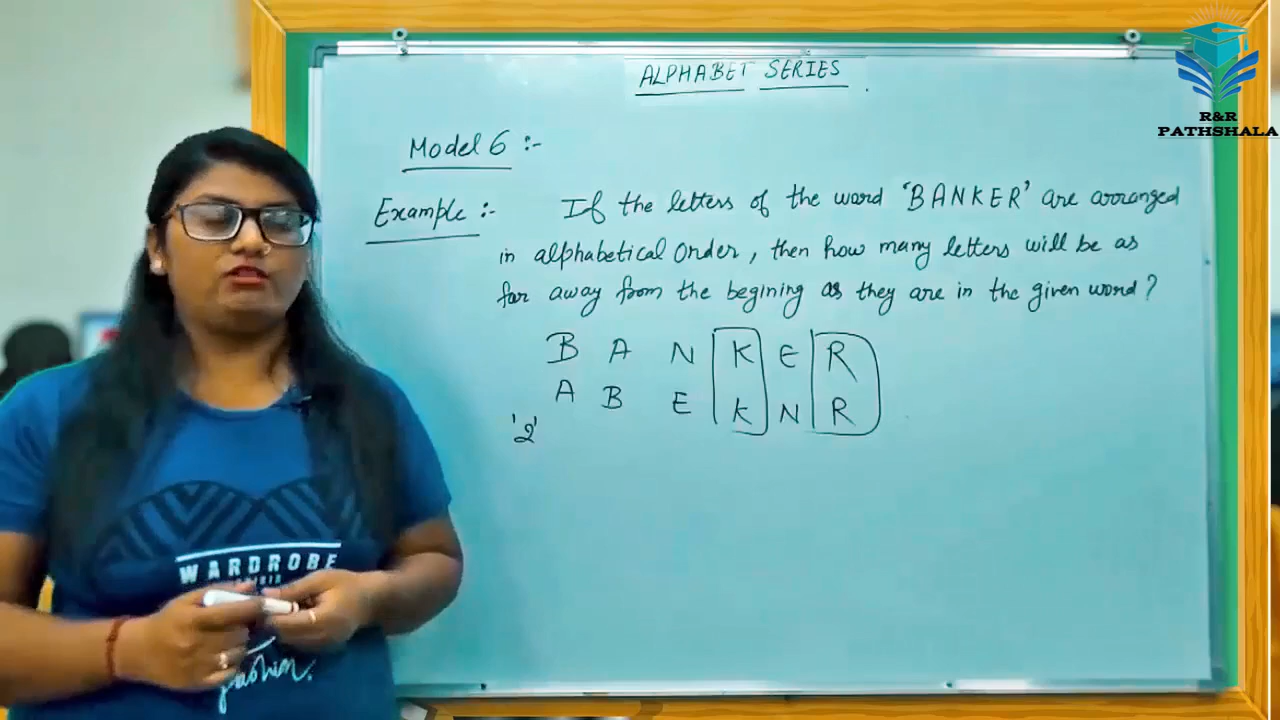 ALPHABET SERIES
R&R
PATHSHALA
Model 6 :-
Example :- If the letters of the word 'BANKER' are arranged
in alphabetical order, then how many letters will be as
far away from the begining as they are in the given word?
B A N K E R
A B E K N R
'2'
WARDROBE
fashion.